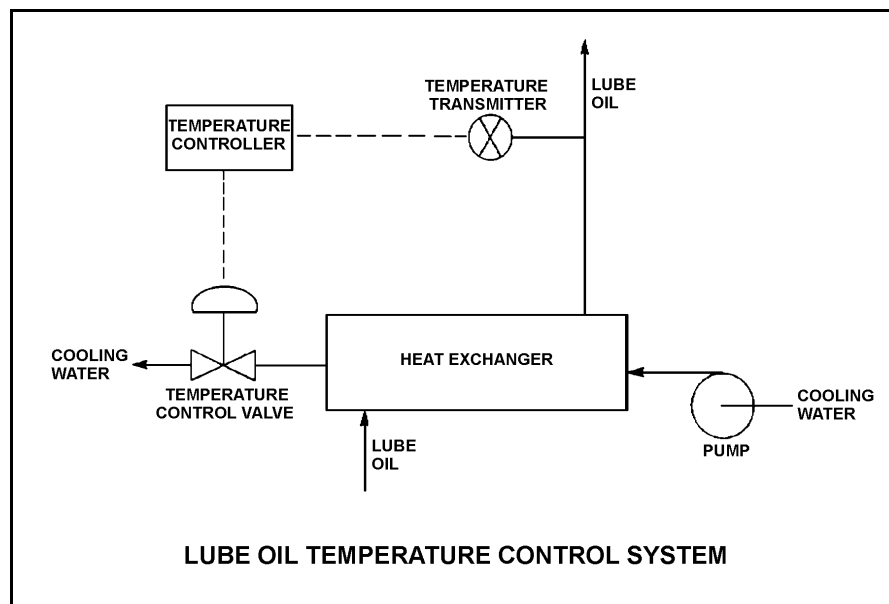 TEMPERATURE
TRANSMITTER
LUBE
OIL
TEMPERATURE
CONTROLLER
COOLING
WATER
TEMPERATURE
CONTROL VALVE
HEAT EXCHANGER
LUBE
OIL
COOLING
WATER
PUMP
LUBE OIL TEMPERATURE CONTROL SYSTEM